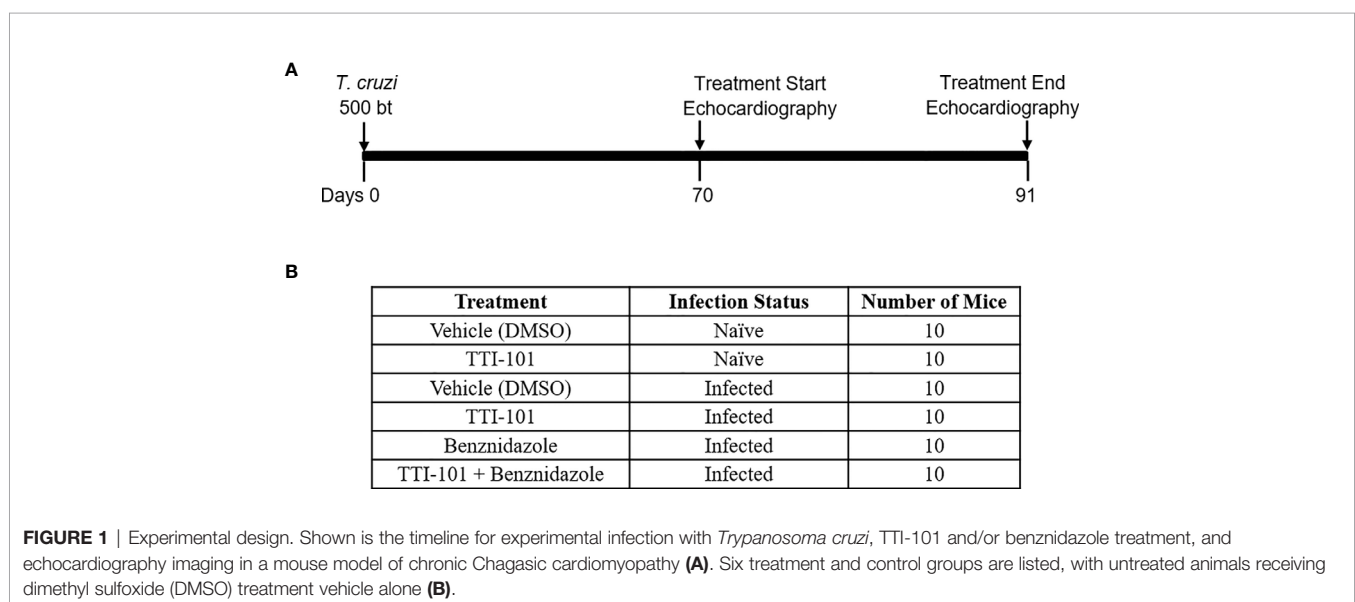 A
T. cruzi
500 bt
Treatment Start
Echocardiography
Treatment End
Echocardiography
Days 0
70
91
B
Treatment Infection Status Number of Mice
Vehicle (DMSO) Naïve 10
TTI-101 Naïve 10
Vehicle (DMSO) Infected 10
TTI-101 Infected 10
Benznidazole Infected 10
TTI-101 + Benznidazole Infected 10
FIGURE 1 | Experimental design. Shown is the timeline for experimental infection with Trypanosoma cruzi, TTI-101 and/or benznidazole treatment, and
echocardiography imaging in a mouse model of chronic Chagasic cardiomyopathy (A). Six treatment and control groups are listed, with untreated animals receiving
dimethyl sulfoxide (DMSO) treatment vehicle alone (B).